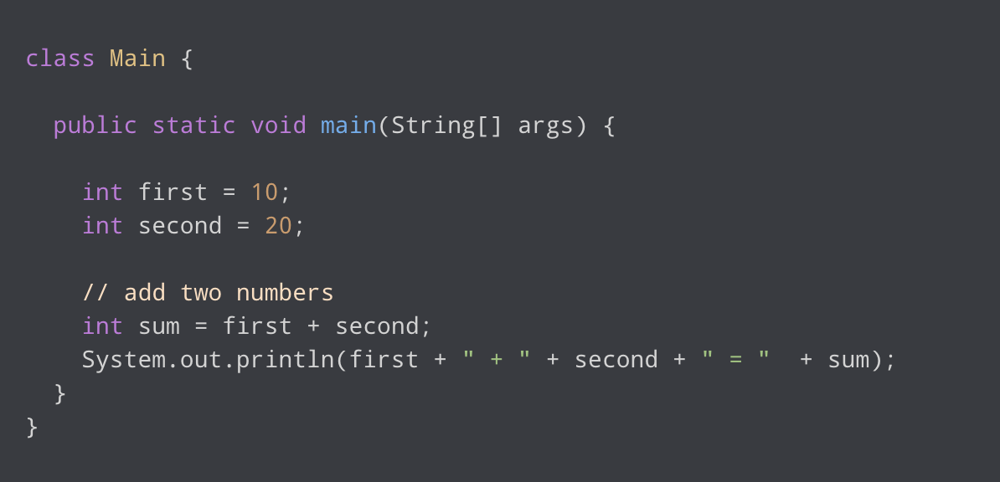 class Main {
  public static void main(String[] args) {
    int first = 10;
    int second = 20;
    // add two numbers
    int sum = first + second;
    System.out.println(first + " + " + second + " = "  + sum);
  }
}